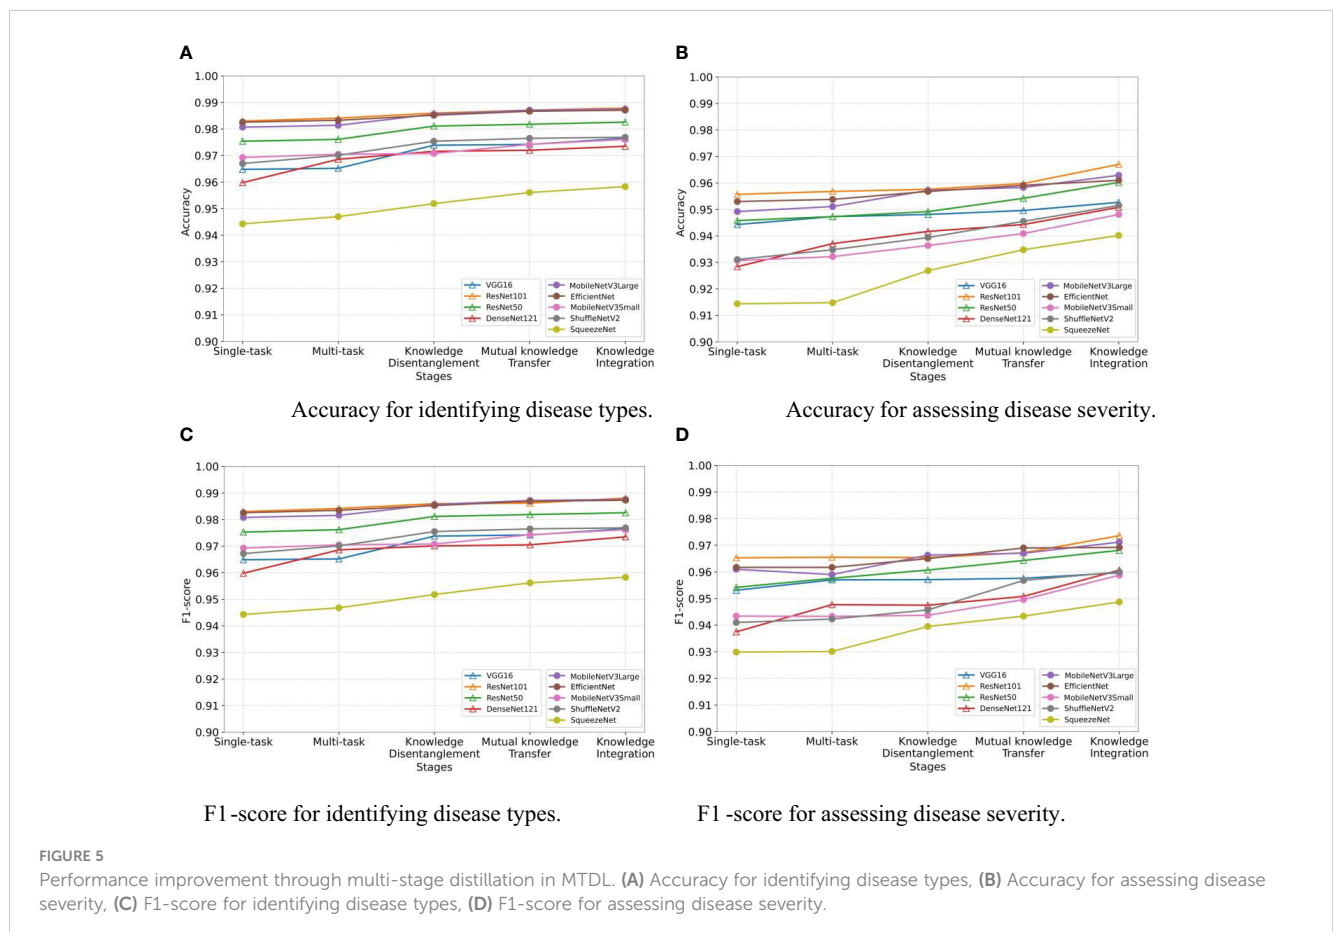 A
1.00
0.99
0.98
0.97
0.96
0.95
0.94
0.93
0.92
0.91
0.90
Accuracy
VGG16
ResNet101
ResNet50
DenseNet121
MobileNetV3Large
EfficientNet
MobileNetV3Small
ShuffleNetV2
SqueezeNet
Single-task
Multi-task
Knowledge
Disentanglement
Mutual knowledge
Transfer
Knowledge
Integration
Stages
Accuracy for identifying disease types.
B
1.00
0.99
0.98
0.97
0.96
0.95
0.94
0.93
0.92
0.91
0.90
Accuracy
VGG16
ResNet101
ResNet50
DenseNet121
MobileNetV3Large
EfficientNet
MobileNetV3Small
ShuffleNetV2
SqueezeNet
Single-task
Multi-task
Knowledge
Disentanglement
Mutual knowledge
Transfer
Knowledge
Integration
Stages
Accuracy for assessing disease severity.
C
1.00
0.99
0.98
0.97
0.96
0.95
0.94
0.93
0.92
0.91
0.90
F1-score
VGG16
ResNet101
ResNet50
DenseNet121
MobileNetV3Large
EfficientNet
MobileNetV3Small
ShuffleNetV2
SqueezeNet
Single-task
Multi-task
Knowledge
Disentanglement
Mutual knowledge
Transfer
Knowledge
Integration
Stages
F1-score for identifying disease types.
D
1.00
0.99
0.98
0.97
0.96
0.95
0.94
0.93
0.92
0.91
0.90
F1-score
VGG16
ResNet101
ResNet50
DenseNet121
MobileNetV3Large
EfficientNet
MobileNetV3Small
ShuffleNetV2
SqueezeNet
Single-task
Multi-task
Knowledge
Disentanglement
Mutual knowledge
Transfer
Knowledge
Integration
Stages
F1 -score for assessing disease severity.
FIGURE 5
Performance improvement through multi-stage distillation in MTDL. (A) Accuracy for identifying disease types, (B) Accuracy for assessing disease
severity, (C) F1-score for identifying disease types, (D) F1-score for assessing disease severity.